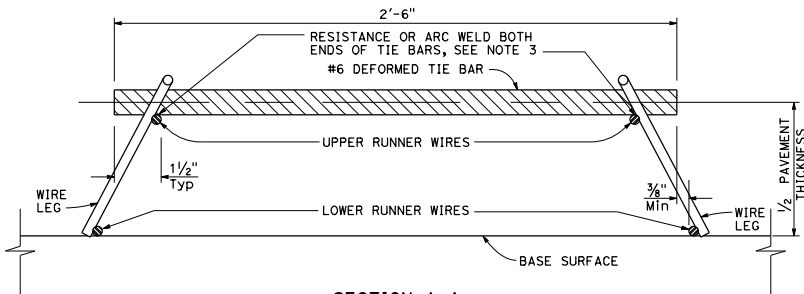 2'-6"
RESISTANCE OR ARC WELD BOTH
ENDS OF TIE BARS, SEE NOTE 3
#6 DEFORMED TIE BAR
UPPER RUNNER WIRES
1½"
Typ
WIRE
LEG
⅜"
Min
½ PAVEMENT
THICKNESS
LOWER RUNNER WIRES
WIRE
LEG
BASE SURFACE